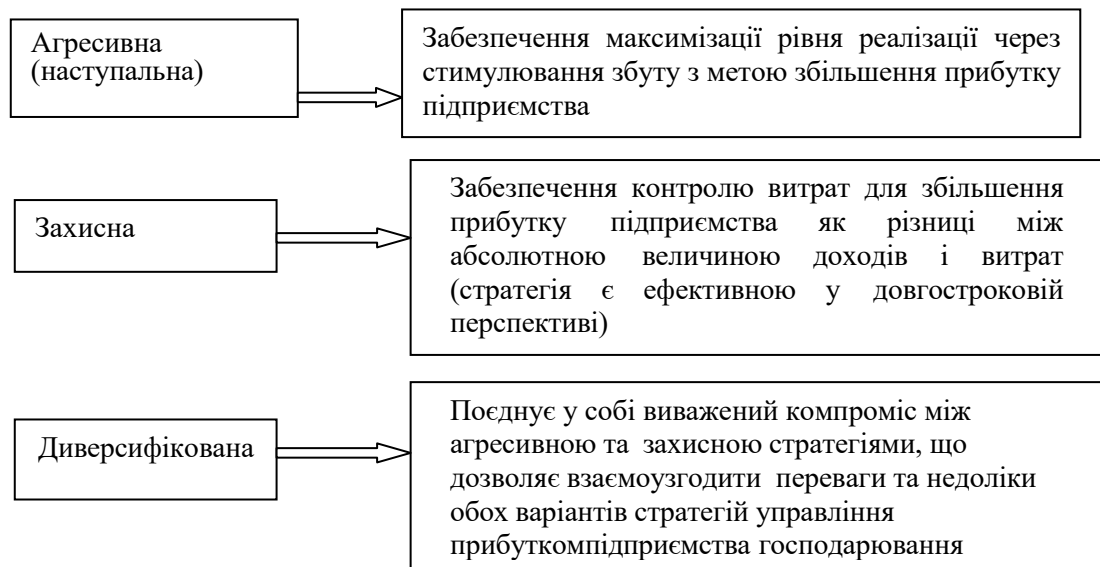 Агресивна
(наступальна)
Забезпечення максимізації рівня реалізації через
стимулювання збуту з метою збільшення прибутку
підприємства
Захисна
Забезпечення контролю витрат для збільшення
прибутку підприємства як різниці між
абсолютною величиною доходів і витрат
(стратегія є ефективною у довгостроковій
перспективі)
Диверсифікована
Поєднує у собі виважений компроміс між
агресивною та захисною стратегіями, що
дозволяє взаємоузгодити переваги та недоліки
обох варіантів стратегій управління
прибуткомпідприємства господарювання